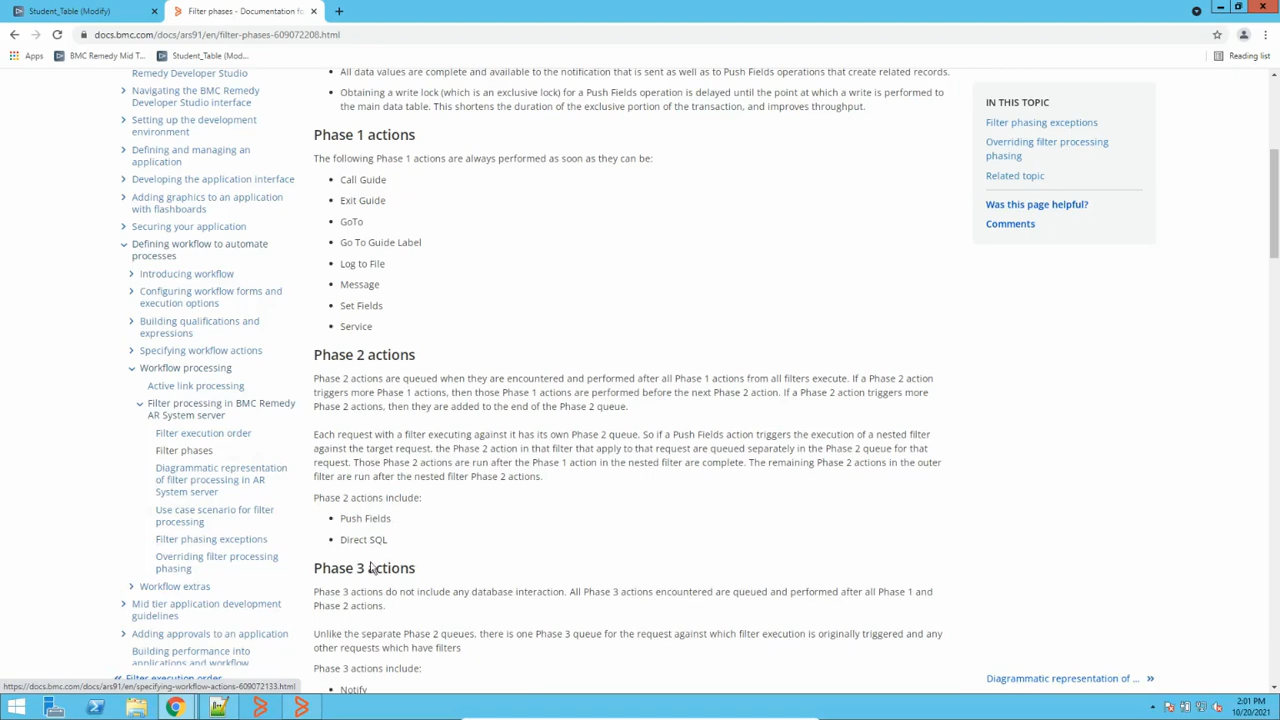 Student_Table (Modify)
Filter phases - Documentation fo
docs.bmc.com/docs/ars91/en/filter-phases-609072208.html
Apps
BMC Remedy Mid T...
Student_Table (Mod...
Reading list
Remedy Developer Studio
Navigating the BMC Remedy
Developer Studio interface
Setting up the development
environment
Defining and managing an
application
Developing the application interface
Adding graphics to an application
with flashboards
Securing your application
Defining workflow to automate
processes
Introducing workflow
Configuring workflow forms and
execution options
Building qualifications and
expressions
Specifying workflow actions
Workflow processing
Active link processing
Filter processing in BMC Remedy
AR System server
Filter execution order
Filter phases
Diagrammatic representation
of filter processing in AR
System server
Use case scenario for filter
processing
Filter phasing exceptions
Overriding filter processing
phasing
Workflow extras
Mid tier application development
guidelines
Adding approvals to an application
Building performance into
applications and workflow
Filter execution order
https://docs.bmc.com/docs/ars91/en/specifying-workflow-actions-609072133.html
All data values are complete and available to the notification that is sent as well as to Push Fields operations that create related records.
Obtaining a write lock (which is an exclusive lock) for a Push Fields operation is delayed until the point at which a write is performed to
the main data table. This shortens the duration of the exclusive portion of the transaction, and improves throughput.
Phase 1 actions
The following Phase 1 actions are always performed as soon as they can be:
Call Guide
Exit Guide
GoTo
Go To Guide Label
Log to File
Message
Set Fields
Service
Phase 2 actions
Phase 2 actions are queued when they are encountered and performed after all Phase 1 actions from all filters execute. If a Phase 2 action
triggers more Phase 1 actions, then those Phase 1 actions are performed before the next Phase 2 action. If a Phase 2 action triggers more
Phase 2 actions, then they are added to the end of the Phase 2 queue.
Each request with a filter executing against it has its own Phase 2 queue. So if a Push Fields action triggers the execution of a nested filter
against the target request, the Phase 2 action in that filter that apply to that request are queued separately in the Phase 2 queue for that
request. Those Phase 2 actions are run after the Phase 1 action in the nested filter are complete. The remaining Phase 2 actions in the outer
filter are run after the nested filter Phase 2 actions.
Phase 2 actions include:
Push Fields
Direct SQL
Phase 3 actions
Phase 3 actions do not include any database interaction. All Phase 3 actions encountered are queued and performed after all Phase 1 and
Phase 2 actions.
Unlike the separate Phase 2 queues, there is one Phase 3 queue for the request against which filter execution is originally triggered and any
other requests which have filters
Phase 3 actions include:
Notify
IN THIS TOPIC
Filter phasing exceptions
Overriding filter processing
phasing
Related topic
Was this page helpful?
Comments
Diagrammatic representation of ... »
2:01 PM
10/20/2021